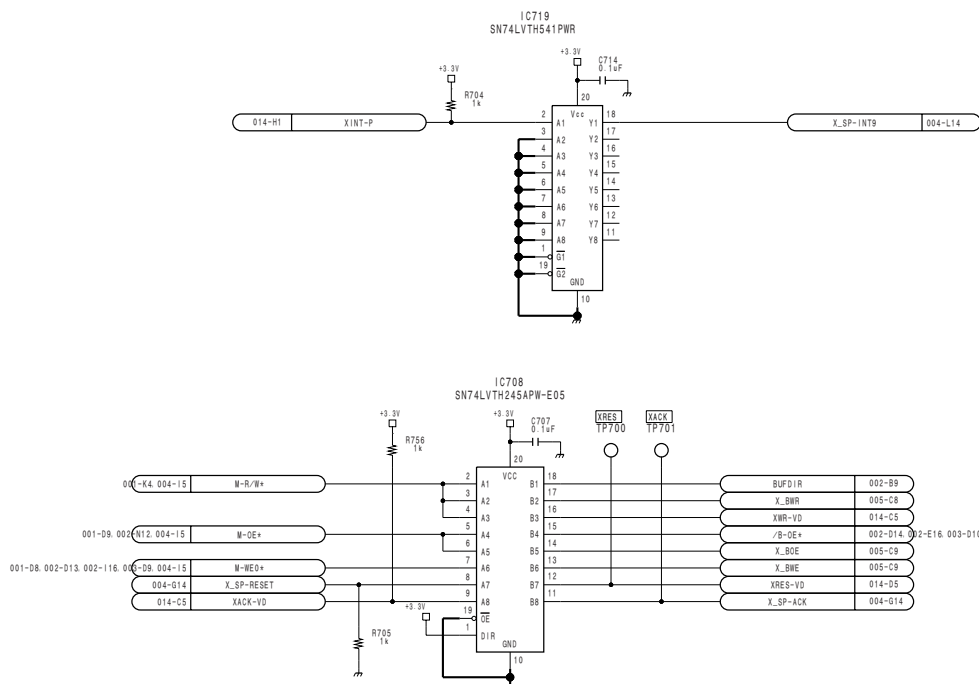 IC719
SN74LVTH541PWR
+3.3V
C714
0.1uF
+3.3V
R704
1k
20
Vcc
014-H1 XINT-P
2 A1 Y1 18
X_SP-INT9 004-L14
3 A2 Y2 17
4 A3 Y3 16
5 A4 Y4 15
6 A5 Y5 14
7 A6 Y6 13
8 A7 Y7 12
9 A8 Y8 11
1 G1
19 G2
GND
10
IC708
SN74LVTH245APW-E05
+3.3V
R756
1k
+3.3V
C707
0.1uF
XRES
TP700
XACK
TP701
20
VCC
001-K4.004-I5 M-R/W*
2 A1 B1 18
BUFDIR 002-B9
3 A2 B2 17
X_BWR 005-C8
4 A3 B3 16
XWR-VD 014-C5
001-D9.002-N12.004-I5 M-OE*
5 A4 B4 15
/B-OE* 002-D14.002-E16.003-D10
6 A5 B5 14
X_BOE 005-C9
001-D8.002-D13.002-I16.003-D9.004-I5 M-WE0*
7 A6 B6 13
X_BWE 005-C9
004-G14 X_SP-RESET
8 A7 B7 12
XRES-VD 014-D5
014-C5 XACK-VD
9 A8 B8 11
X_SP-ACK 004-G14
+3.3V
19 OE
1 DIR
R705
1k
GND
10